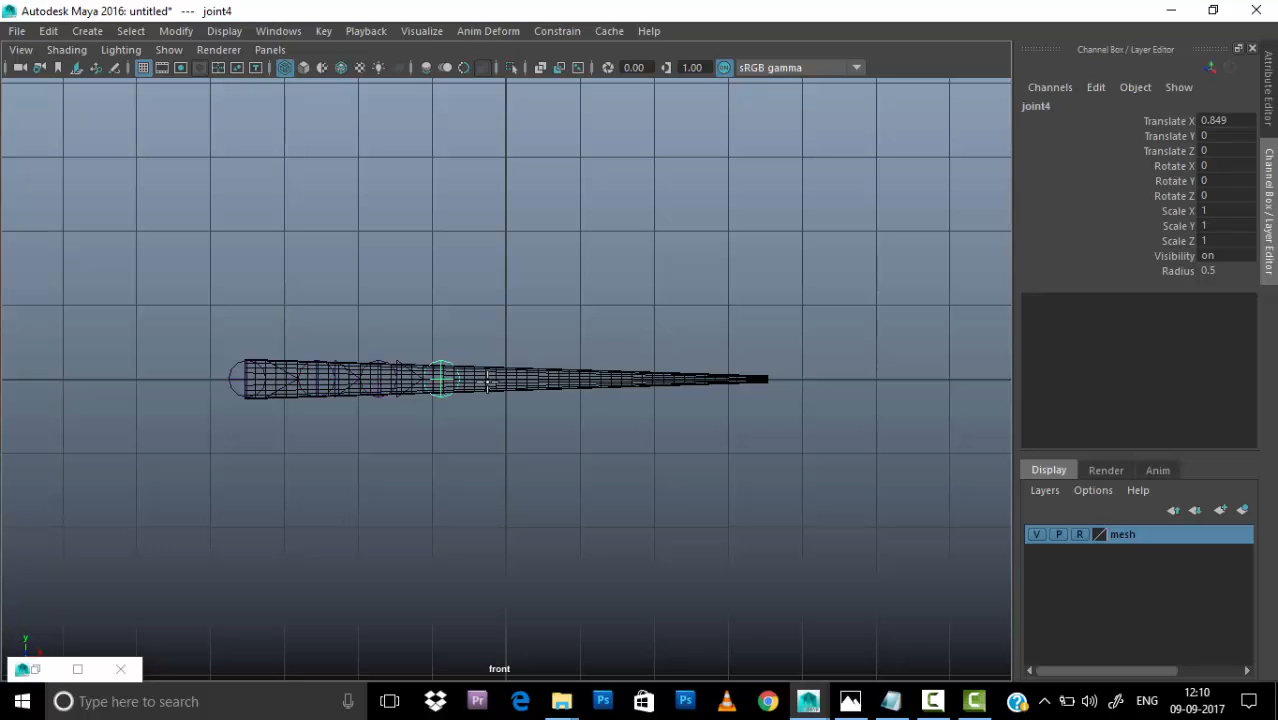 Autodesk Maya 2016: untitled* --- joint4
File Edit Create Select Modify Display Windows Key Playback Visualize Anim Deform Constrain Cache Help
View Shading Lighting Show Renderer Panels
0.00 1.00 ON sRGB gamma
Channel Box / Layer Editor
Channels Edit Object Show
joint4
Translate X 0.849
Translate Y 0
Translate Z 0
Rotate X 0
Rotate Y 0
Rotate Z 0
Scale X 1
Scale Y 1
Scale Z 1
Visibility on
Radius 0.5
Attribute Editor
Channel Box / Layer Editor
Display Render Anim
Layers Options Help
V P R mesh
y
front
Type here to search
Pr
Ps
Ps
ENG
12:10
09-09-2017